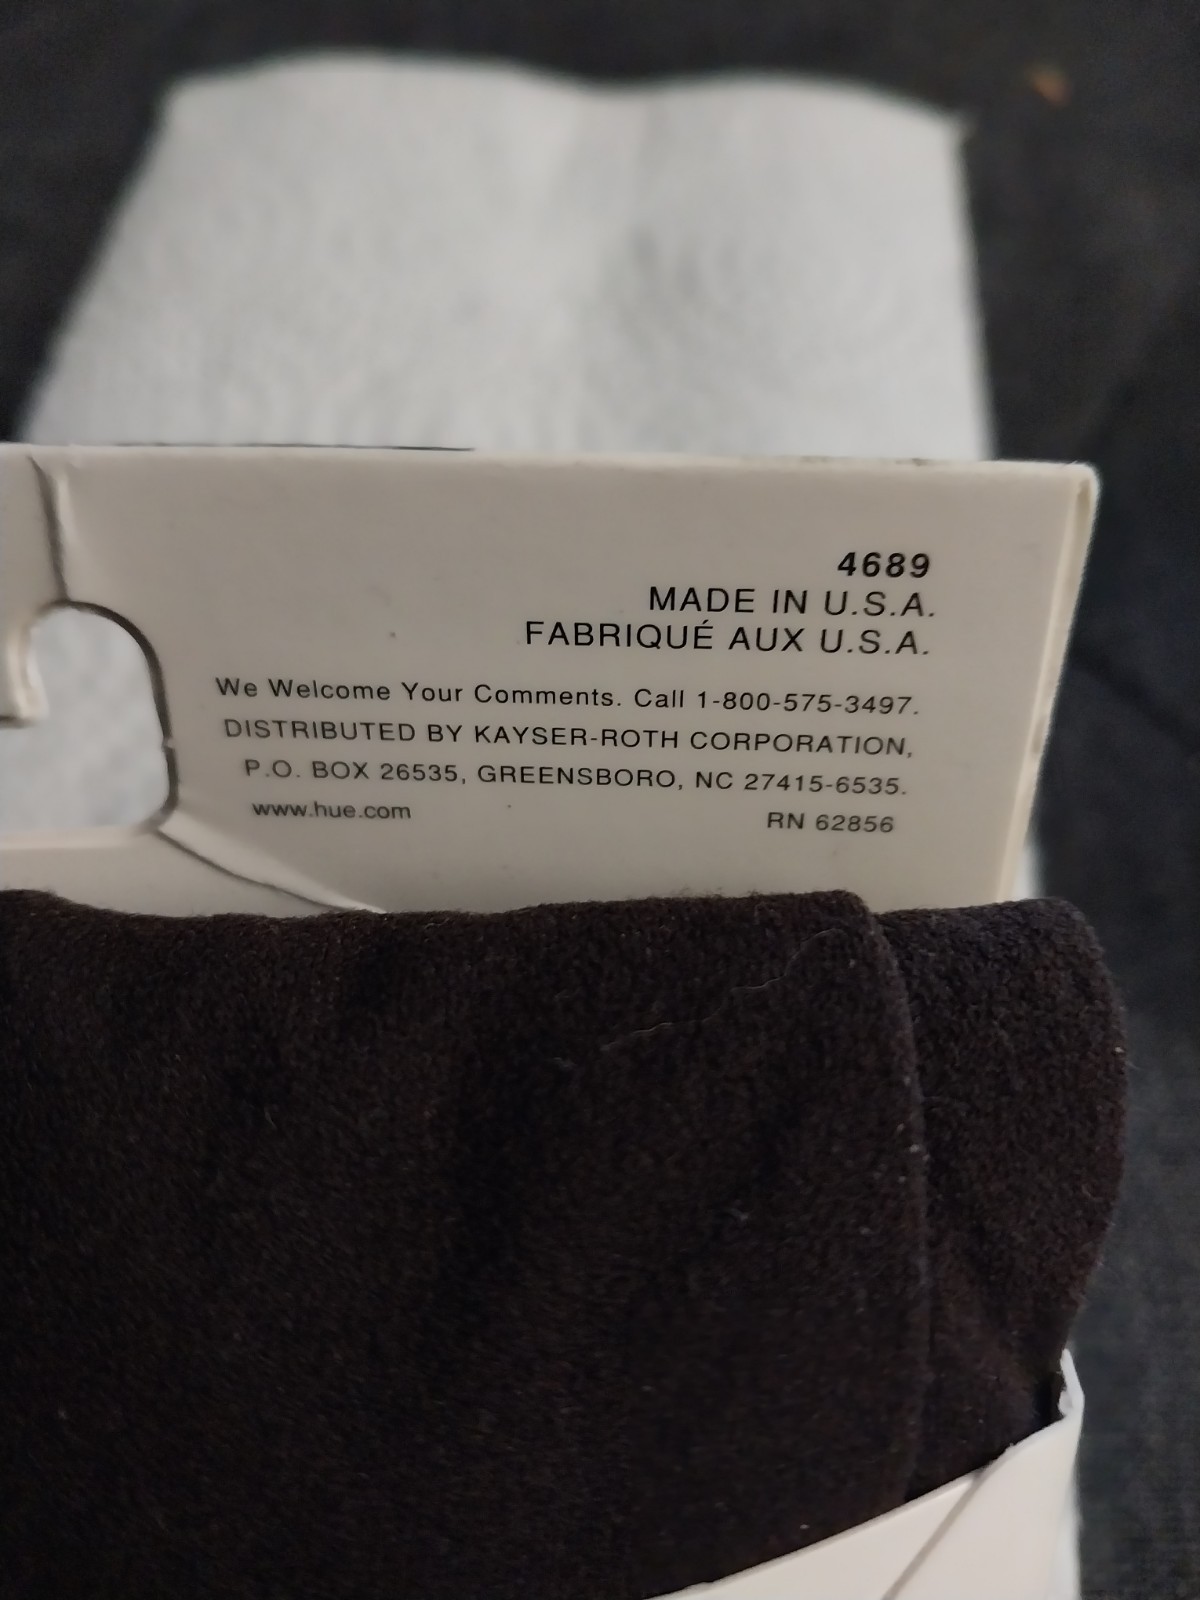 4689
MADE IN U.S.A.
FABRIQUÉ AUX U.S.A.
We Welcome Your Comments. Call 1-800-575-3497.
DISTRIBUTED BY KAYSER-ROTH CORPORATION,
P.O. BOX 26535, GREENSBORO, NC 27415-6535.
www.hue.com RN 62856